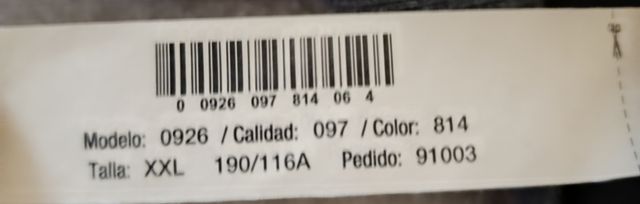 0 0926 097 814 06 4
Modelo: 0926 / Calidad: 097 / Color: 814
Talla: XXL 190/116A Pedido: 91003